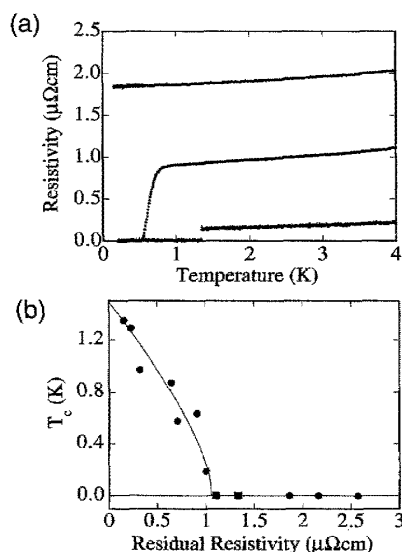 (a)
2.5
2.0
1.5
1.0
0.5
0.0
Resistivity (μΩcm)
0 1 2 3 4
Temperature (K)
(b)
1.2
0.8
0.4
0.0
T_c (K)
0 0.5 1 1.5 2 2.5 3
Residual Resistivity (μΩcm)